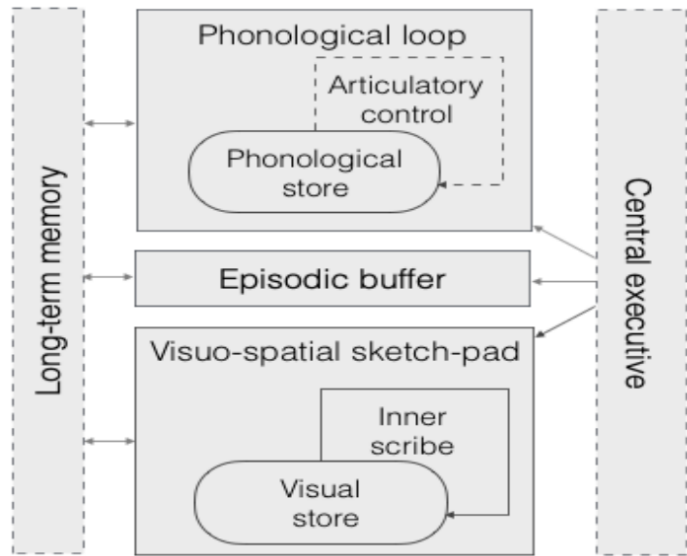 Phonological loop
Articulatory
control
Phonological
store
Long-term memory
Episodic buffer
Central executive
Visuo-spatial sketch-pad
Inner
scribe
Visual
store